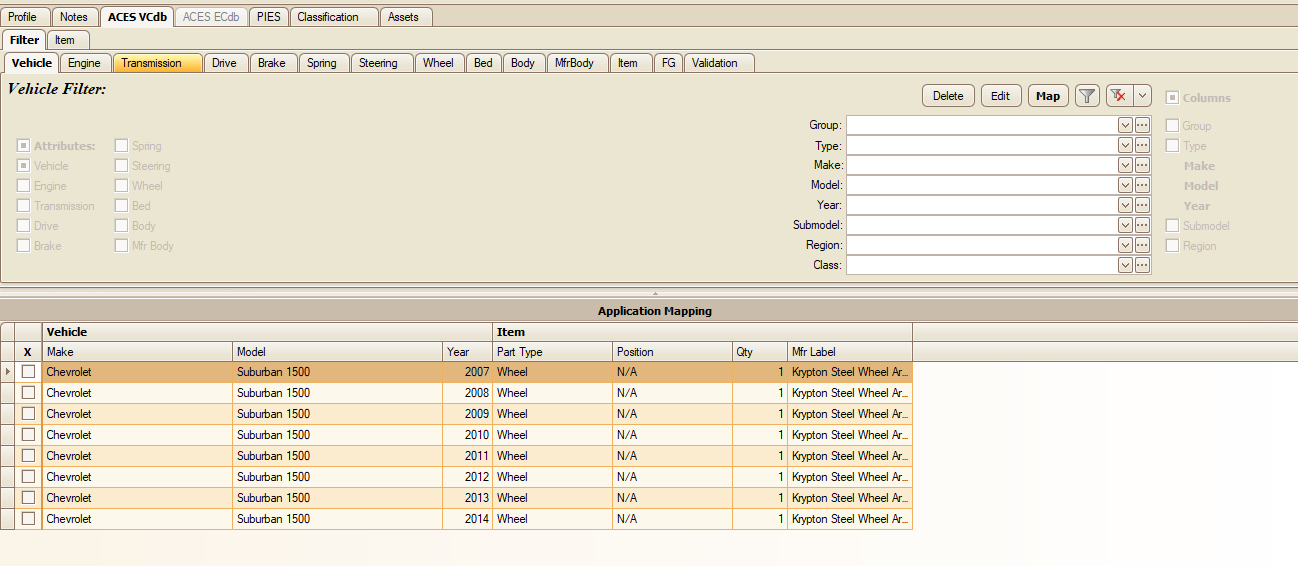 Profile Notes ACES VCdb ACES ECdb PIES Classification Assets
Filter Item
Vehicle Engine Transmission Drive Brake Spring Steering Wheel Bed Body MfrBody Item FG Validation
Vehicle Filter:
Delete Edit Map Columns
Group: Group
Attributes: Spring Type: Type
Vehicle Steering Make: Make
Engine Wheel Model: Model
Transmission Bed Year: Year
Drive Body Submodel: Submodel
Brake Mfr Body Region: Region
Class:
Application Mapping
Vehicle Item
X Make Model Year Part Type Position Qty Mfr Label
Chevrolet Suburban 1500 2007 Wheel N/A 1 Krypton Steel Wheel Ar...
Chevrolet Suburban 1500 2008 Wheel N/A 1 Krypton Steel Wheel Ar...
Chevrolet Suburban 1500 2009 Wheel N/A 1 Krypton Steel Wheel Ar...
Chevrolet Suburban 1500 2010 Wheel N/A 1 Krypton Steel Wheel Ar...
Chevrolet Suburban 1500 2011 Wheel N/A 1 Krypton Steel Wheel Ar...
Chevrolet Suburban 1500 2012 Wheel N/A 1 Krypton Steel Wheel Ar...
Chevrolet Suburban 1500 2013 Wheel N/A 1 Krypton Steel Wheel Ar...
Chevrolet Suburban 1500 2014 Wheel N/A 1 Krypton Steel Wheel Ar...